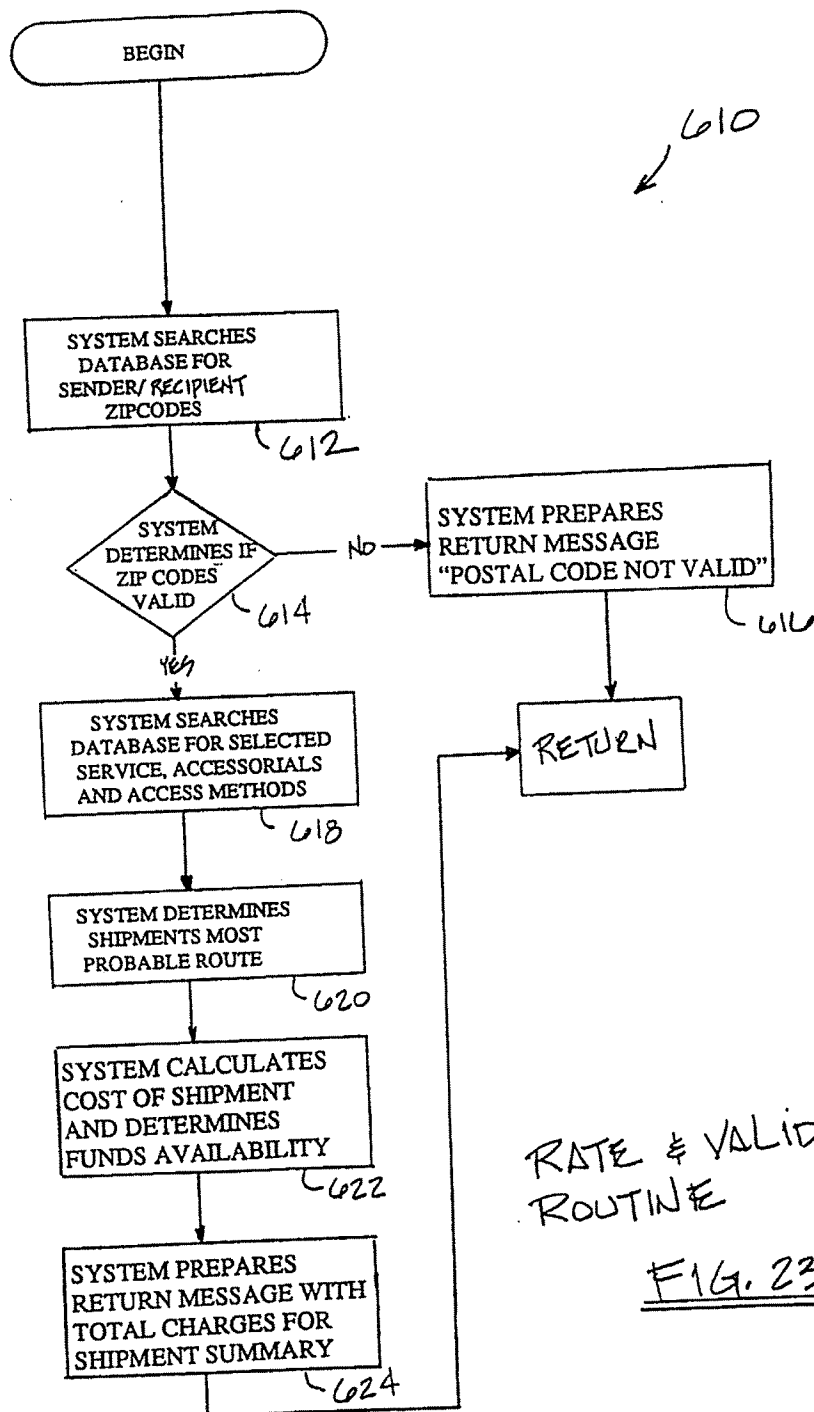 BEGIN
610
SYSTEM SEARCHES
DATABASE FOR
SENDER/RECIPIENT
ZIPCODES
612
SYSTEM
DETERMINES IF
ZIP CODES
VALID
614
NO
SYSTEM PREPARES
RETURN MESSAGE
“POSTAL CODE NOT VALID”
616
YES
RETURN
SYSTEM SEARCHES
DATABASE FOR SELECTED
SERVICE, ACCESSORIALS
AND ACCESS METHODS
618
SYSTEM DETERMINES
SHIPMENTS MOST
PROBABLE ROUTE
620
SYSTEM CALCULATES
COST OF SHIPMENT
AND DETERMINES
FUNDS AVAILABILITY
622
SYSTEM PREPARES
RETURN MESSAGE WITH
TOTAL CHARGES FOR
SHIPMENT SUMMARY
624
RATE & VALID
ROUTINE
FIG. 23